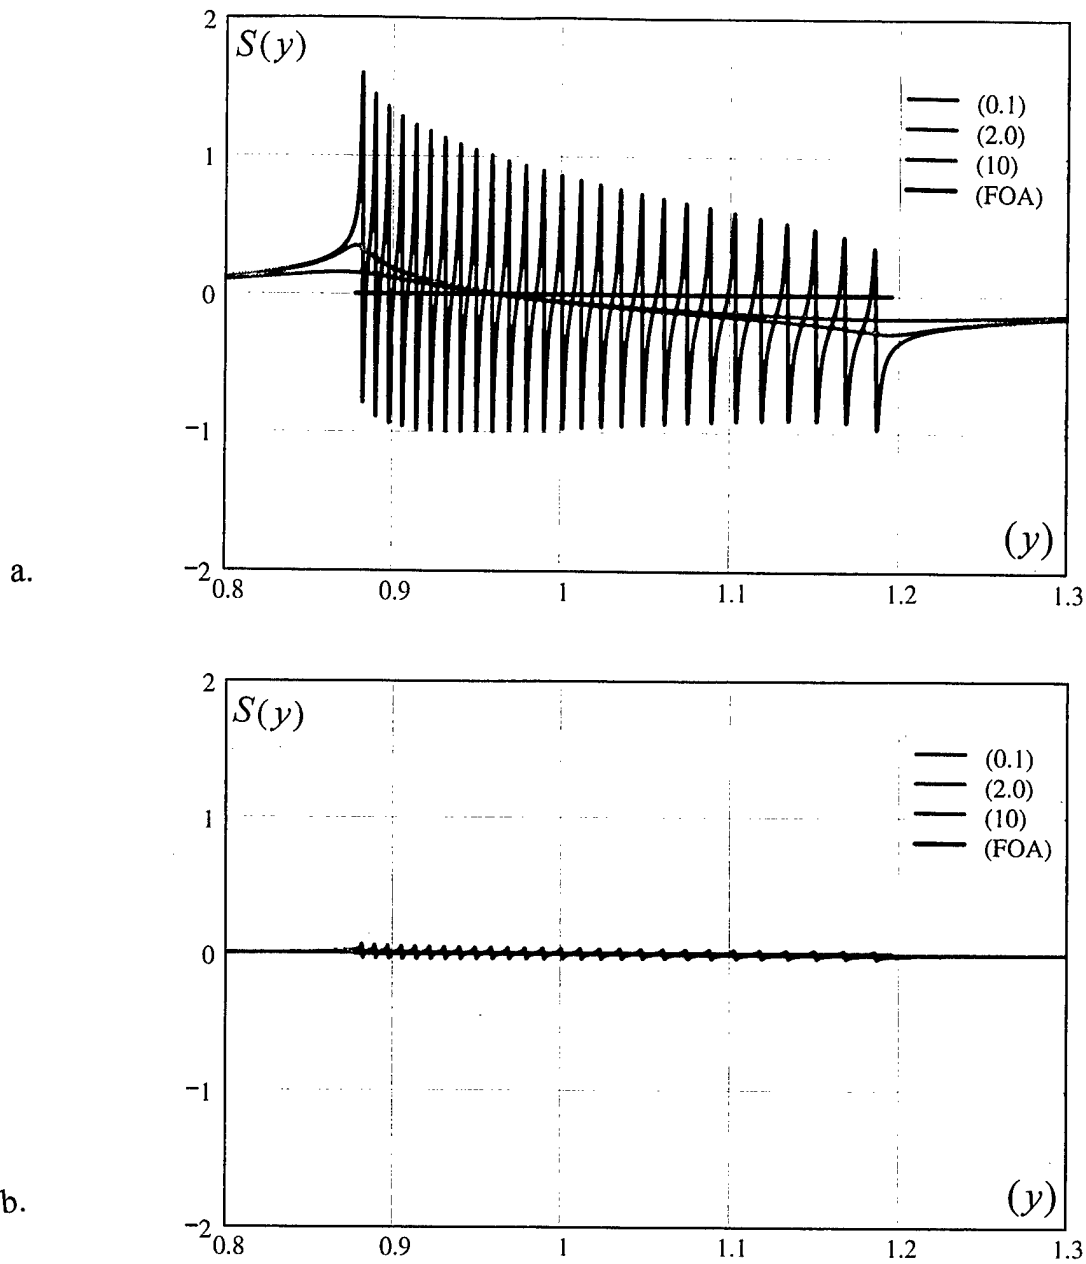 2
S(y)
(0.1)
(2.0)
1
(10)
(FOA)
0
−1
(y)
a.
−2
0.8 0.9 1 1.1 1.2 1.3
2
S(y)
(0.1)
(2.0)
1
(10)
(FOA)
0
−1
(y)
b.
−2
0.8 0.9 1 1.1 1.2 1.3